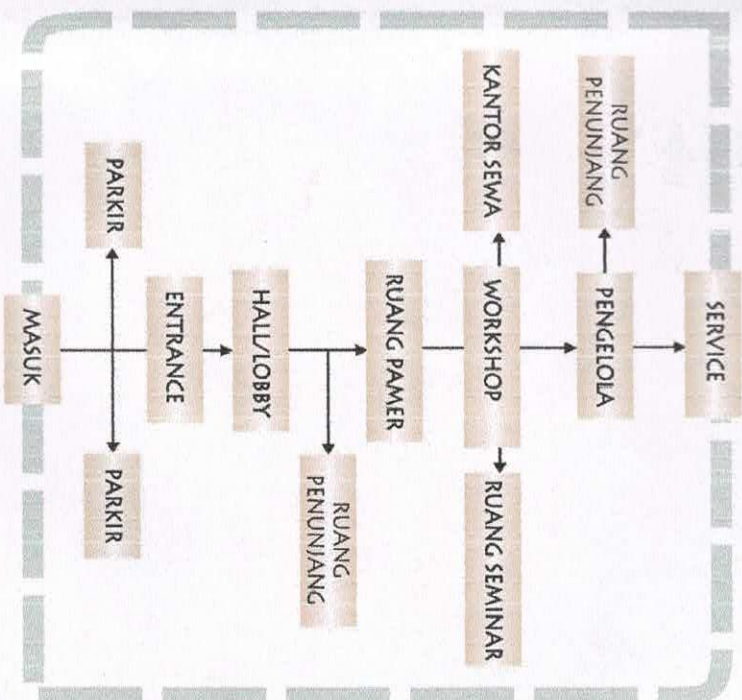 MASUK
PARKIR
PARKIR
ENTRANCE
HALL/LOBBY
RUANG
PENUNJANG
RUANG PAMER
KANTOR SEWA
WORKSHOP
RUANG SEMINAR
RUANG
PENUNJANG
PENGELOLA
SERVICE